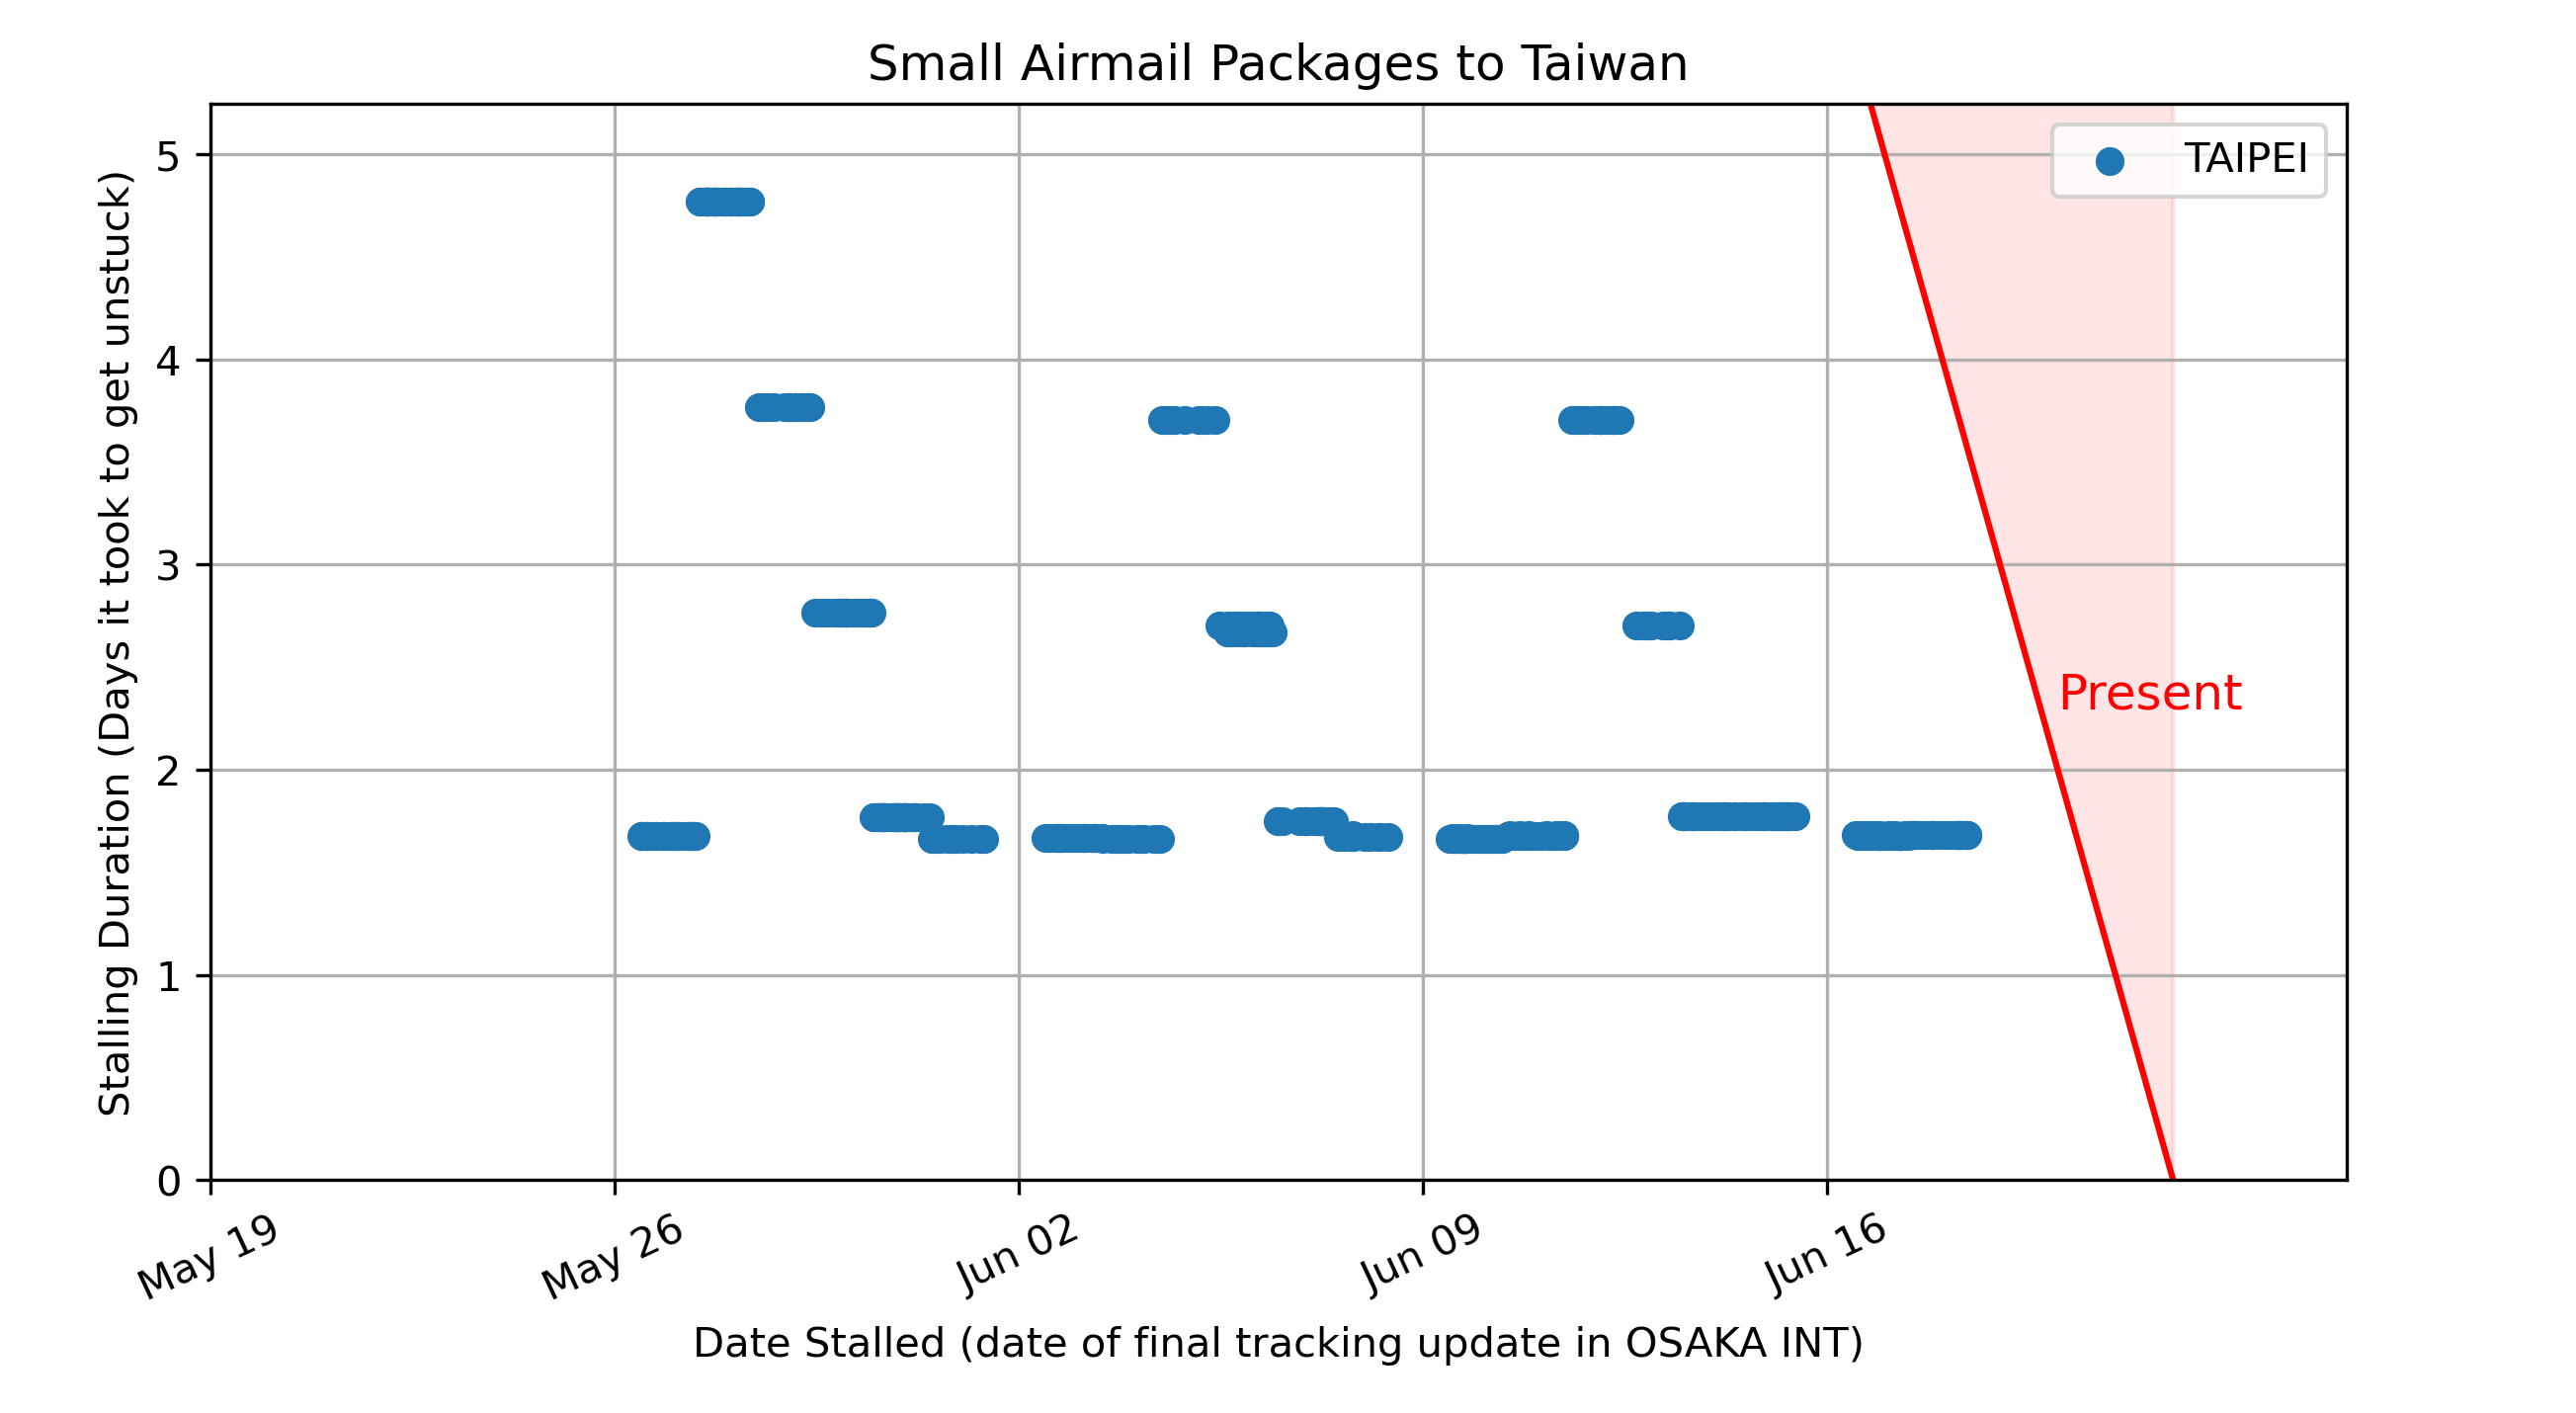 Small Airmail Packages to Taiwan
Stalling Duration (Days it took to get unstuck)
5
4
3
2
1
0
TAIPEI
Present
May 19
May 26
Jun 02
Jun 09
Jun 16
Date Stalled (date of final tracking update in OSAKA INT)